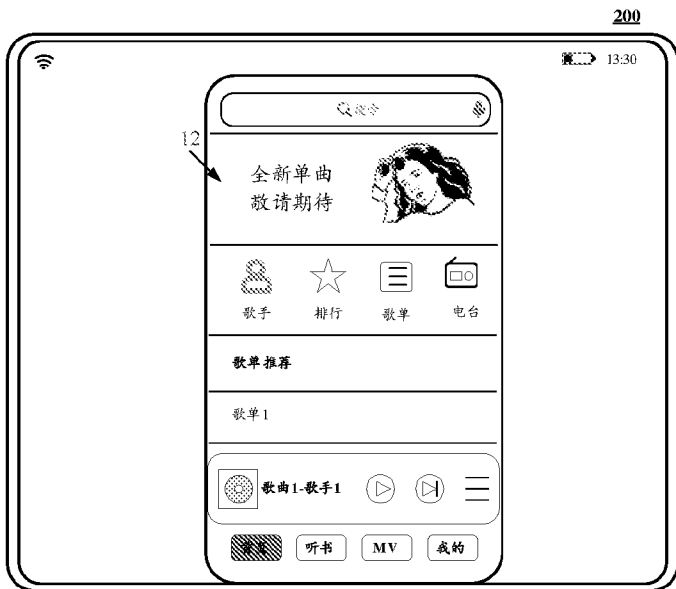 200
13:30
搜索
12
全新单曲
敬请期待
歌手 排行 歌单 电台
歌单推荐
歌单1
歌曲1-歌手1
听书 MV 我的